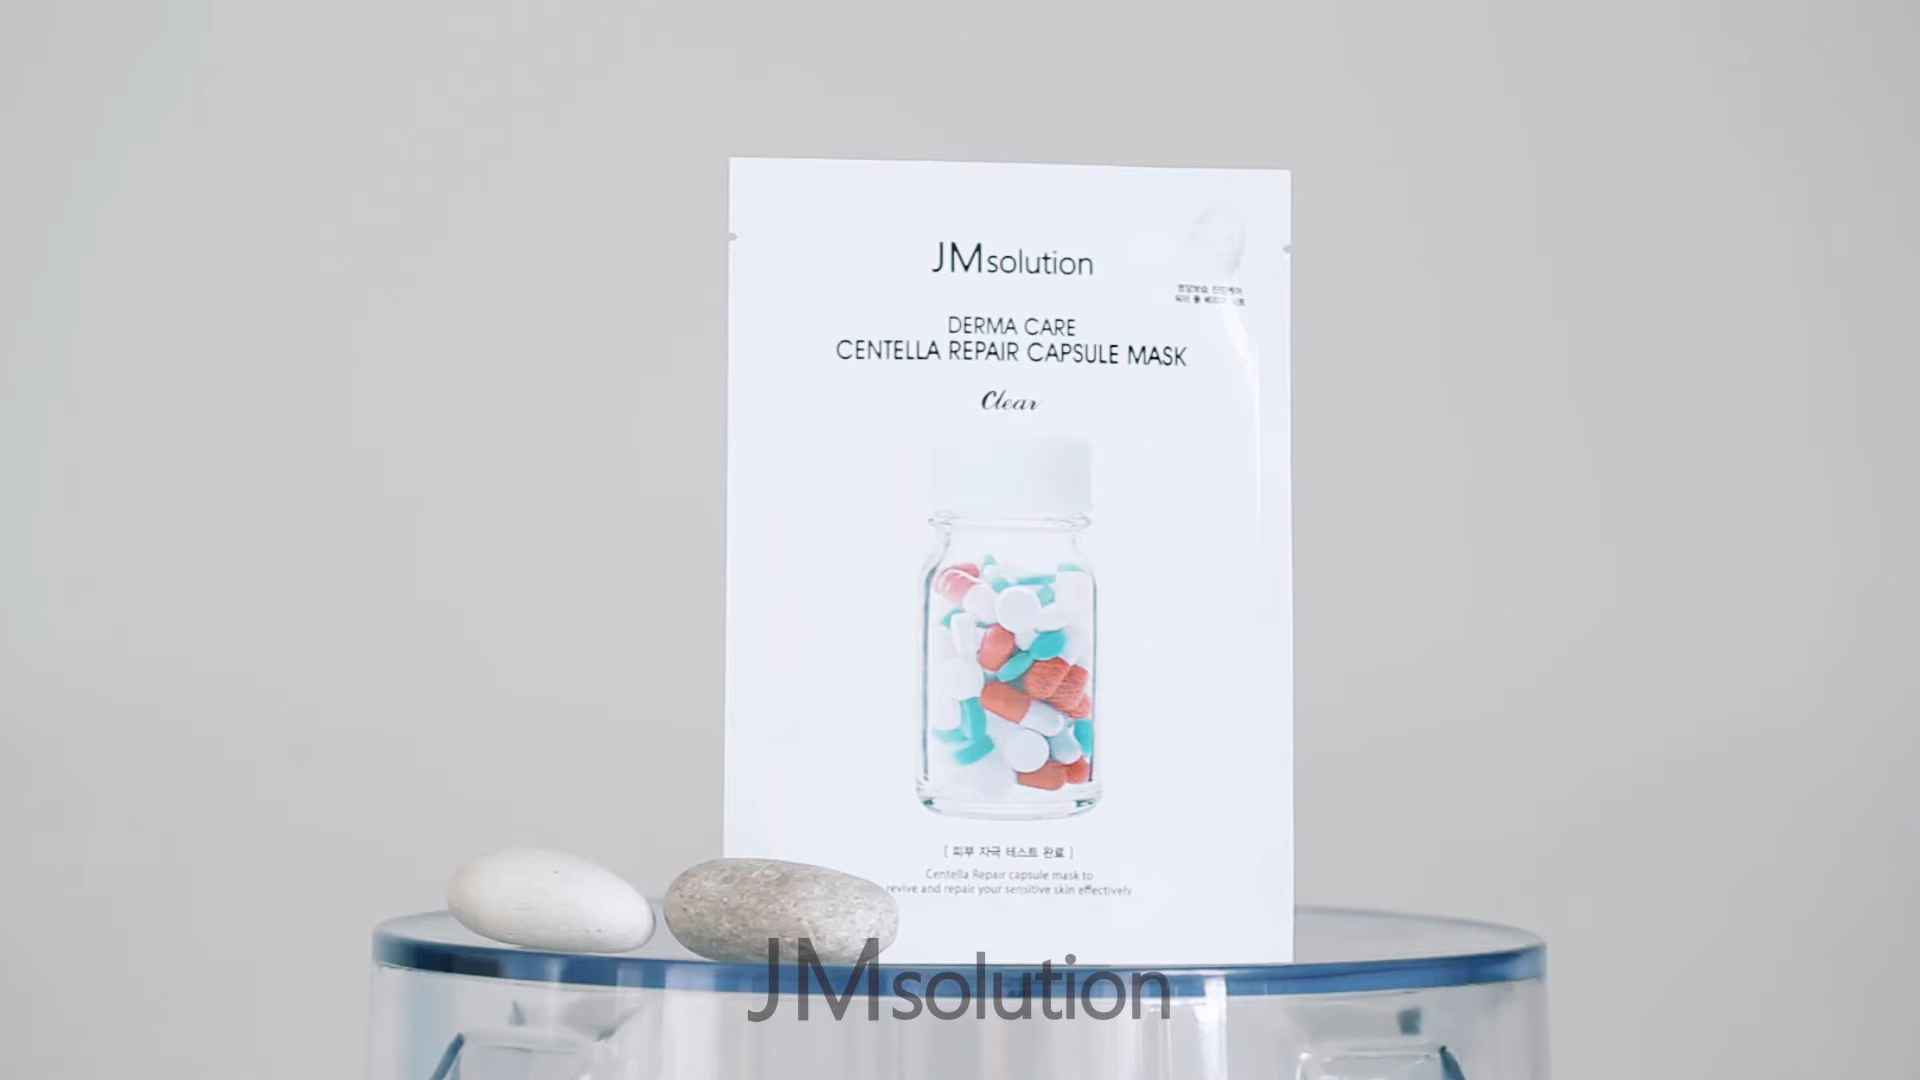 JMsolution
DERMA CARE
CENTELLA REPAIR CAPSULE MASK
Clear
[ 피부 자극 테스트 완료 ]
Centella Repair capsule mask to
revive and repair your sensitive skin effectively
JMsolution